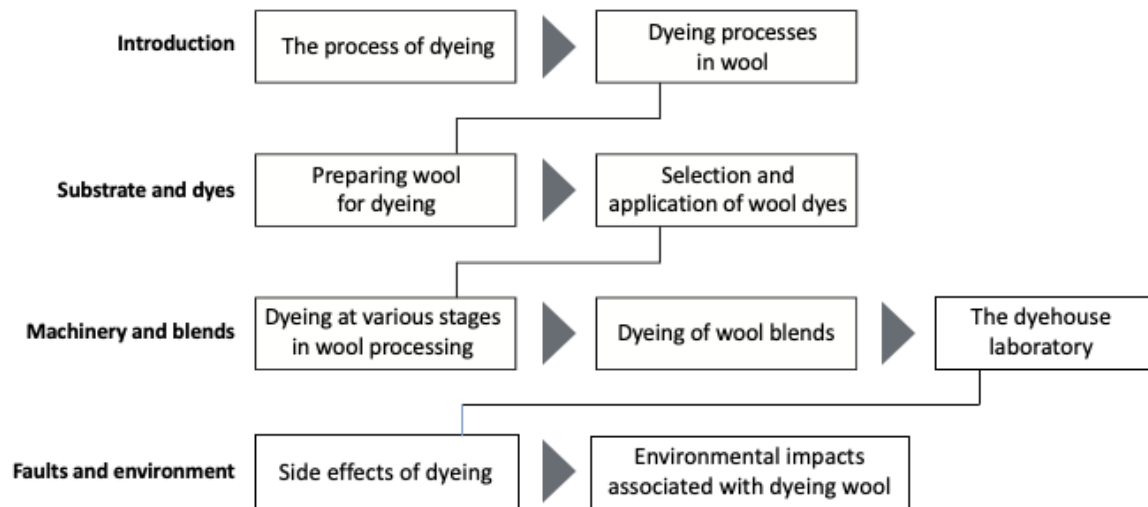 Introduction
The process of dyeing
Dyeing processes
in wool
Substrate and dyes
Preparing wool
for dyeing
Selection and
application of wool dyes
Machinery and blends
Dyeing at various stages
in wool processing
Dyeing of wool blends
The dyehouse
laboratory
Faults and environment
Side effects of dyeing
Environmental impacts
associated with dyeing wool